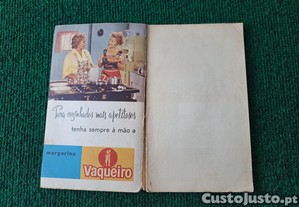 Para cozinhados mais apetitosos
tenha sempre à mão a
margarina
Vaqueiro
CustoJusto.pt